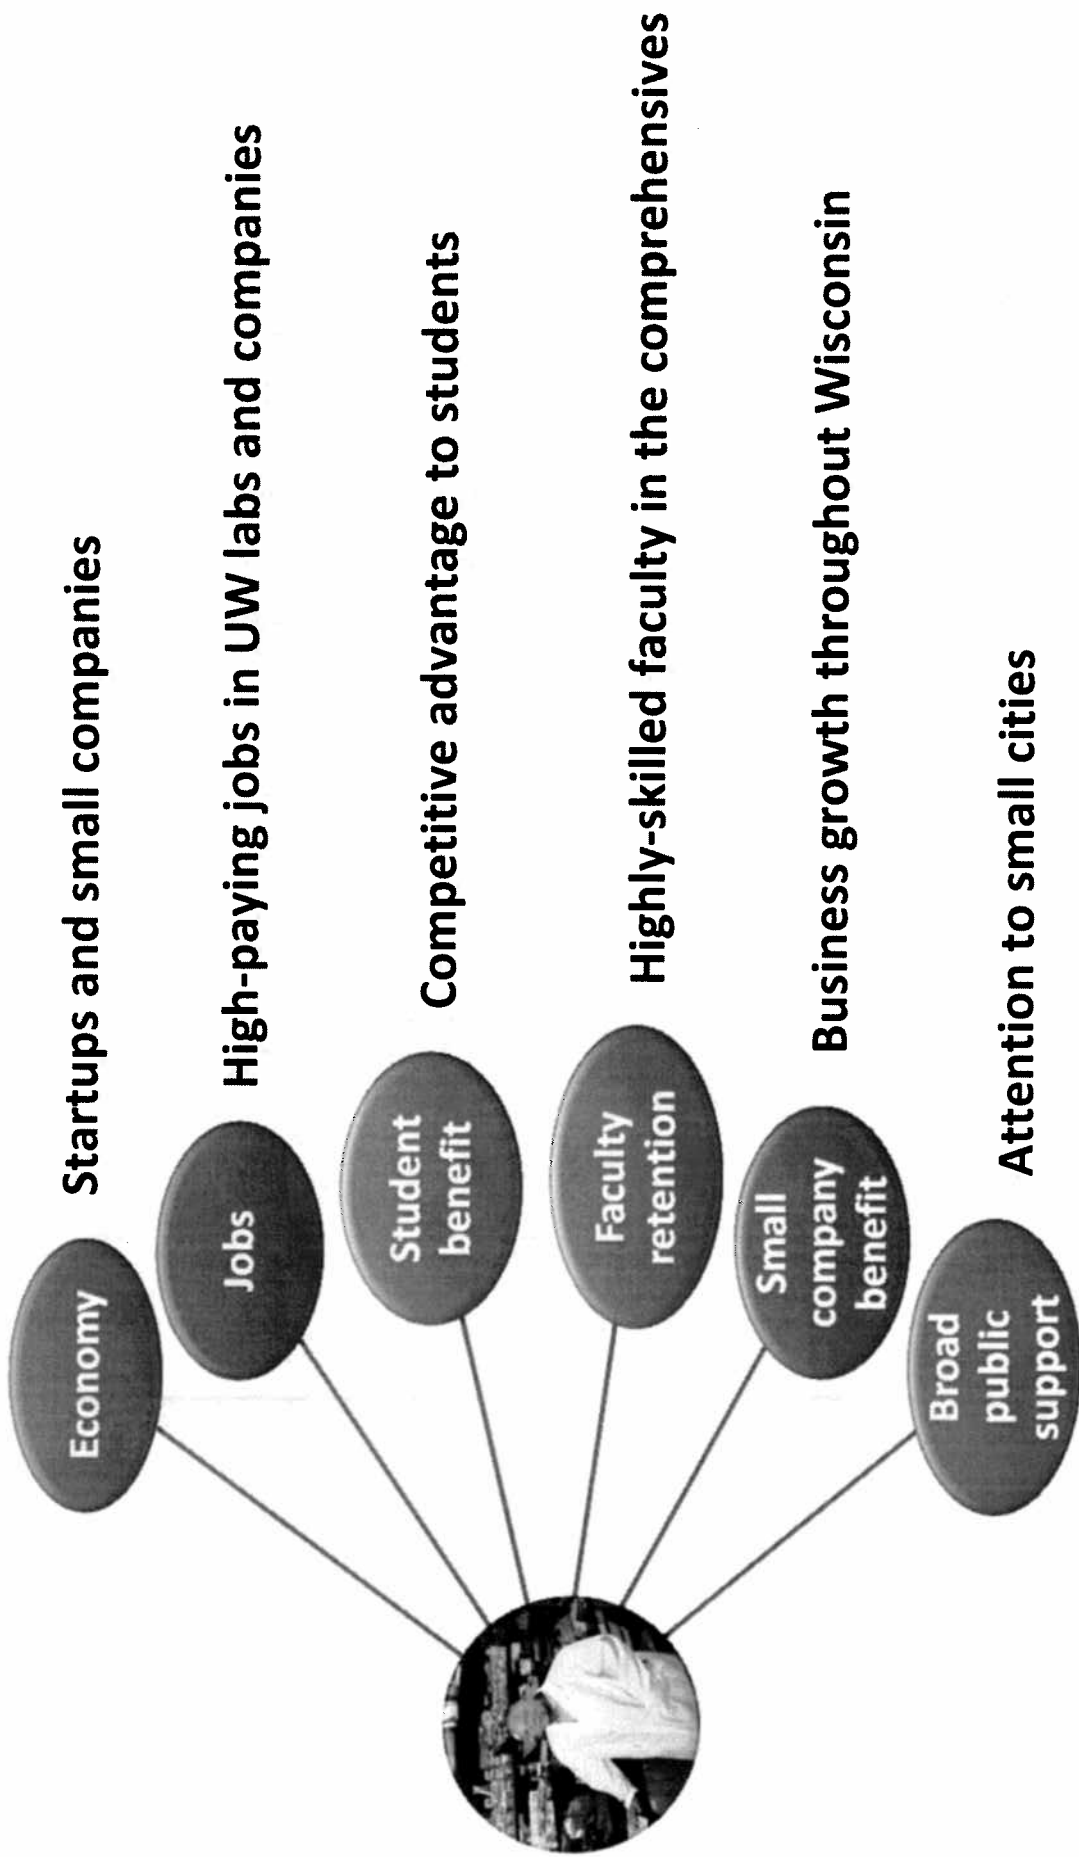 Economy
Startups and small companies
Jobs
High-paying jobs in UW labs and companies
Student
benefit
Competitive advantage to students
Faculty
retention
Highly-skilled faculty in the comprehensives
Small
company
benefit
Business growth throughout Wisconsin
Broad
public
support
Attention to small cities